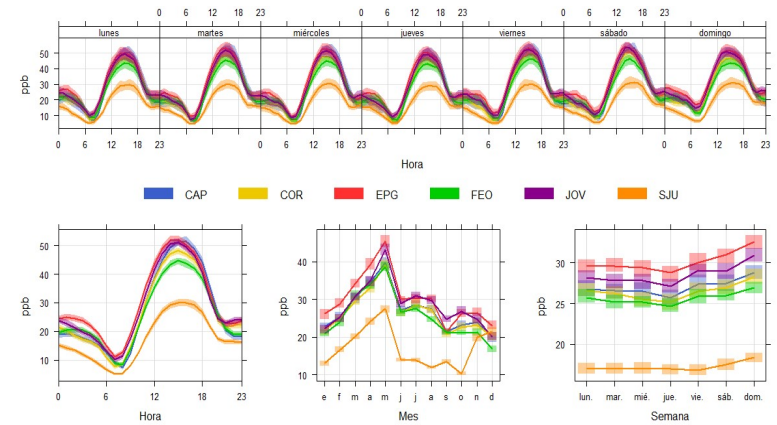 0 6 12 18 23 0 6 12 18 23 0 6 12 18 23
lunes martes miércoles jueves viernes sábado domingo
ppb
50
40
30
20
10
0 6 12 18 23 0 6 12 18 23 0 6 12 18 23 0 6 12 18 23
Hora
CAP COR EPG FEO JOV SJU
ppb
50
40
30
20
10
0 6 12 18 23
Hora
ppb
40
30
20
10
e f m a m j j a s o n d
Mes
ppb
30
25
20
lun. mar. mié. jue. vie. sáb. dom.
Semana